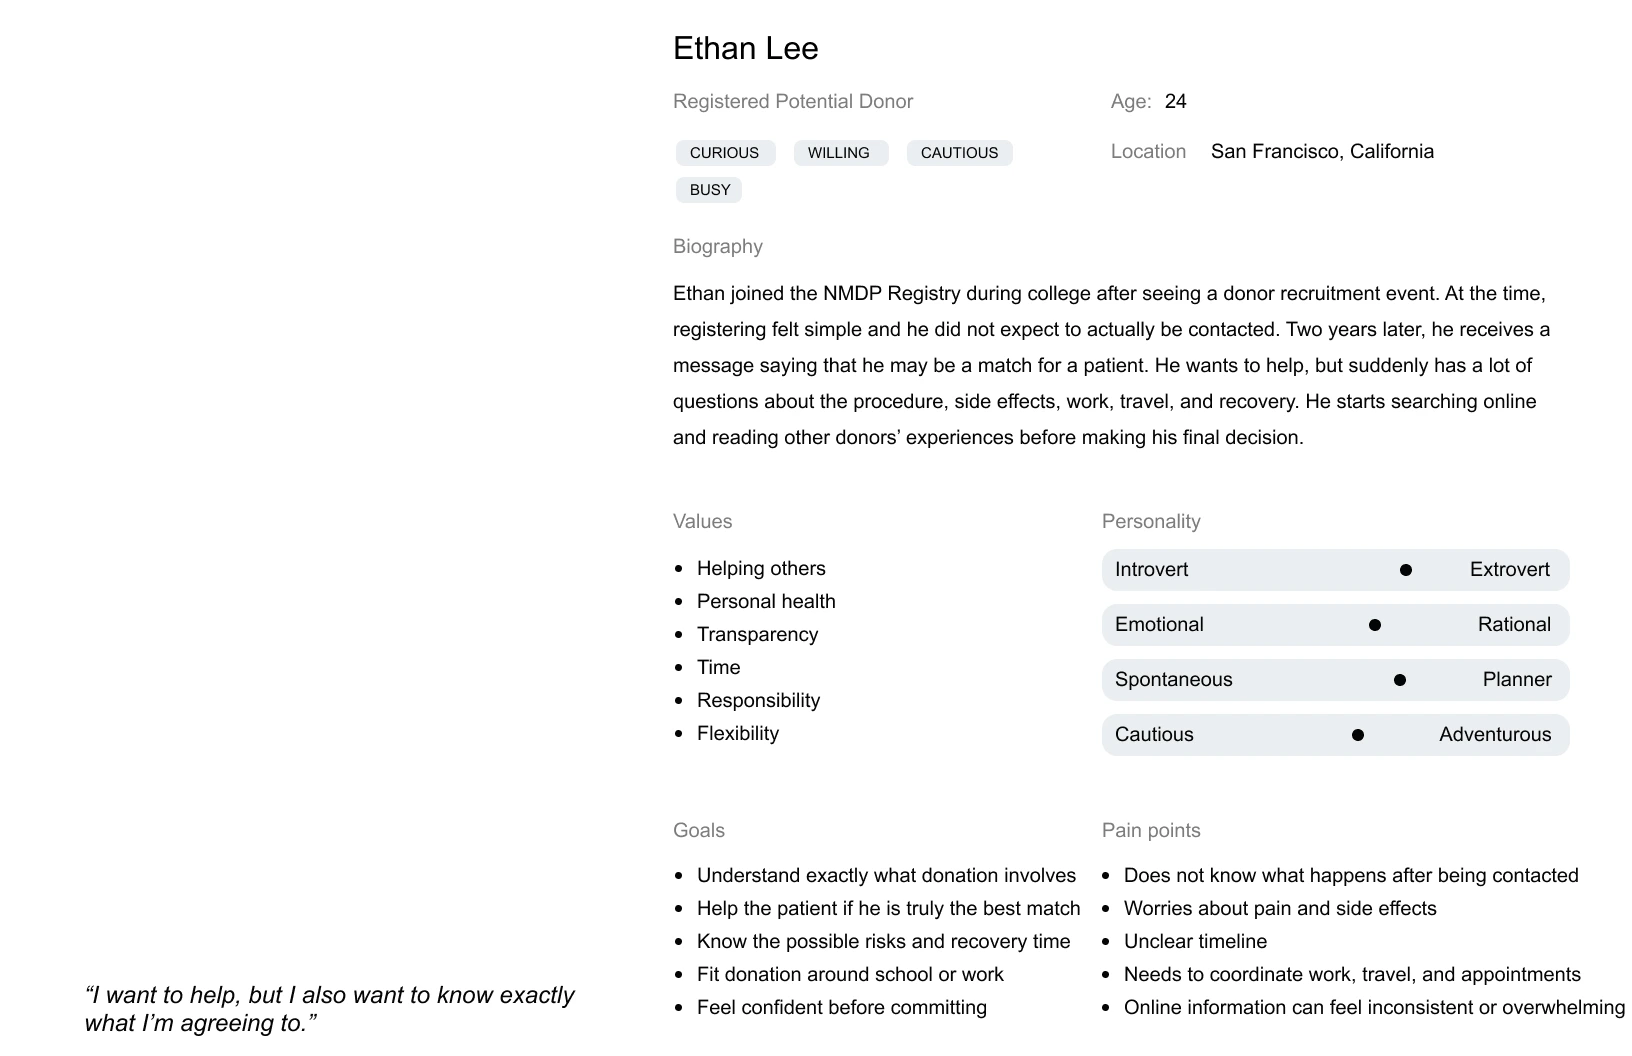 Ethan Lee
Registered Potential Donor
Age: 24
CURIOUS WILLING CAUTIOUS
Location San Francisco, California
BUSY
Biography
Ethan joined the NMDP Registry during college after seeing a donor recruitment event. At the time,
registering felt simple and he did not expect to actually be contacted. Two years later, he receives a
message saying that he may be a match for a patient. He wants to help, but suddenly has a lot of
questions about the procedure, side effects, work, travel, and recovery. He starts searching online
and reading other donors’ experiences before making his final decision.
Values
• Helping others
• Personal health
• Transparency
• Time
• Responsibility
• Flexibility
Personality
Introvert Extrovert
Emotional Rational
Spontaneous Planner
Cautious Adventurous
Goals
• Understand exactly what donation involves
• Help the patient if he is truly the best match
• Know the possible risks and recovery time
• Fit donation around school or work
• Feel confident before committing
Pain points
• Does not know what happens after being contacted
• Worries about pain and side effects
• Unclear timeline
• Needs to coordinate work, travel, and appointments
• Online information can feel inconsistent or overwhelming
“I want to help, but I also want to know exactly
what I’m agreeing to.”